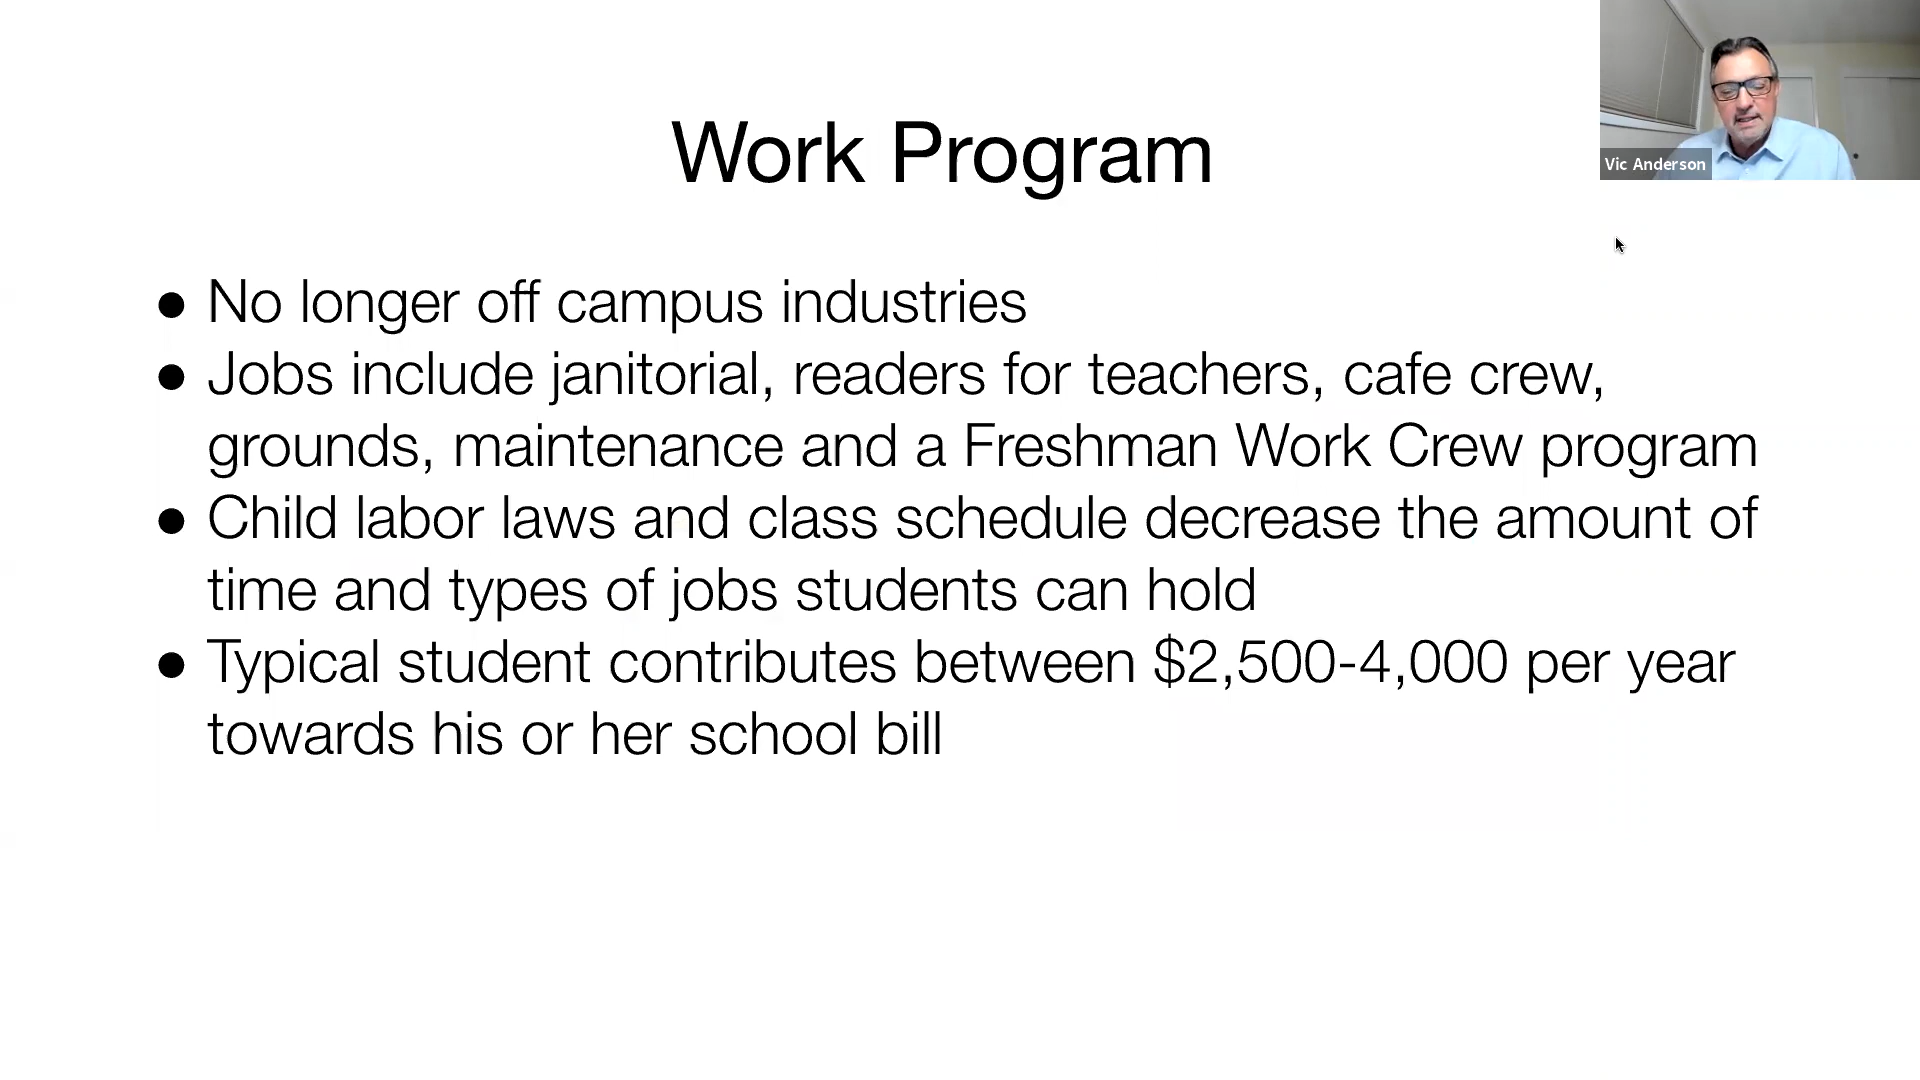 Work Program
Vic Anderson
● No longer off campus industries
● Jobs include janitorial, readers for teachers, cafe crew,
grounds, maintenance and a Freshman Work Crew program
● Child labor laws and class schedule decrease the amount of
time and types of jobs students can hold
● Typical student contributes between $2,500-4,000 per year
towards his or her school bill